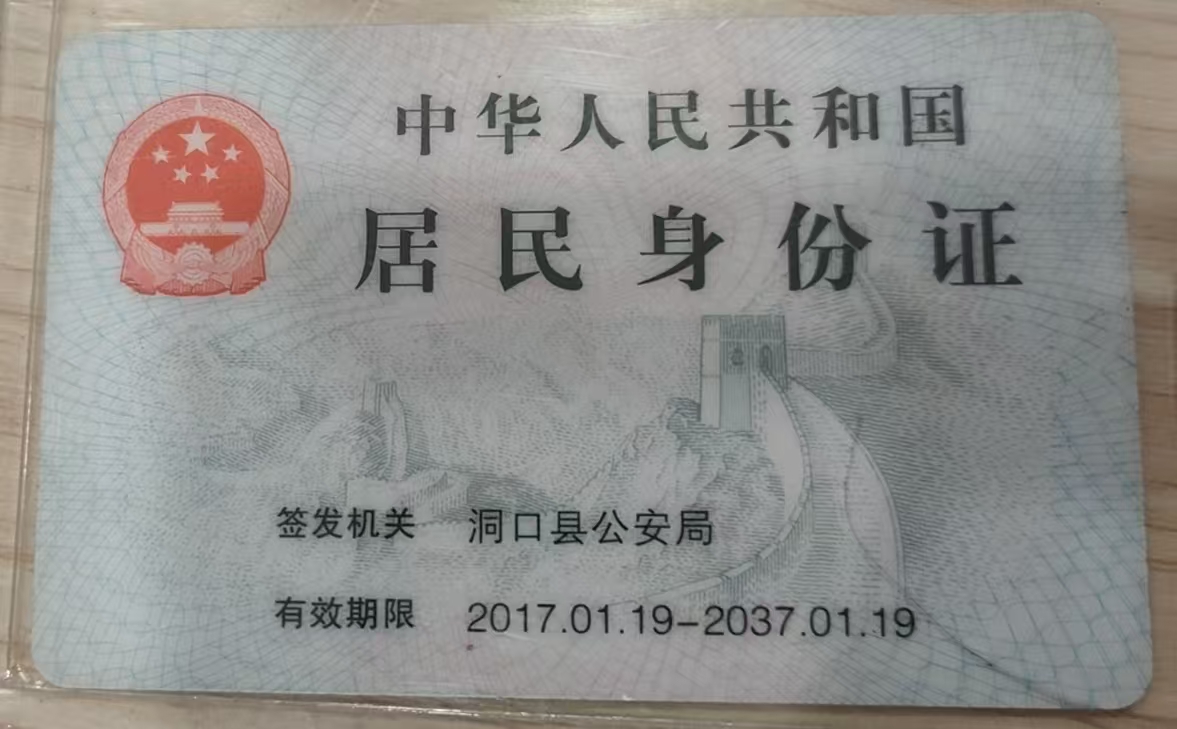 中华人民共和国
居民身份证
签发机关 洞口县公安局
有效期限 2017.01.19-2037.01.19